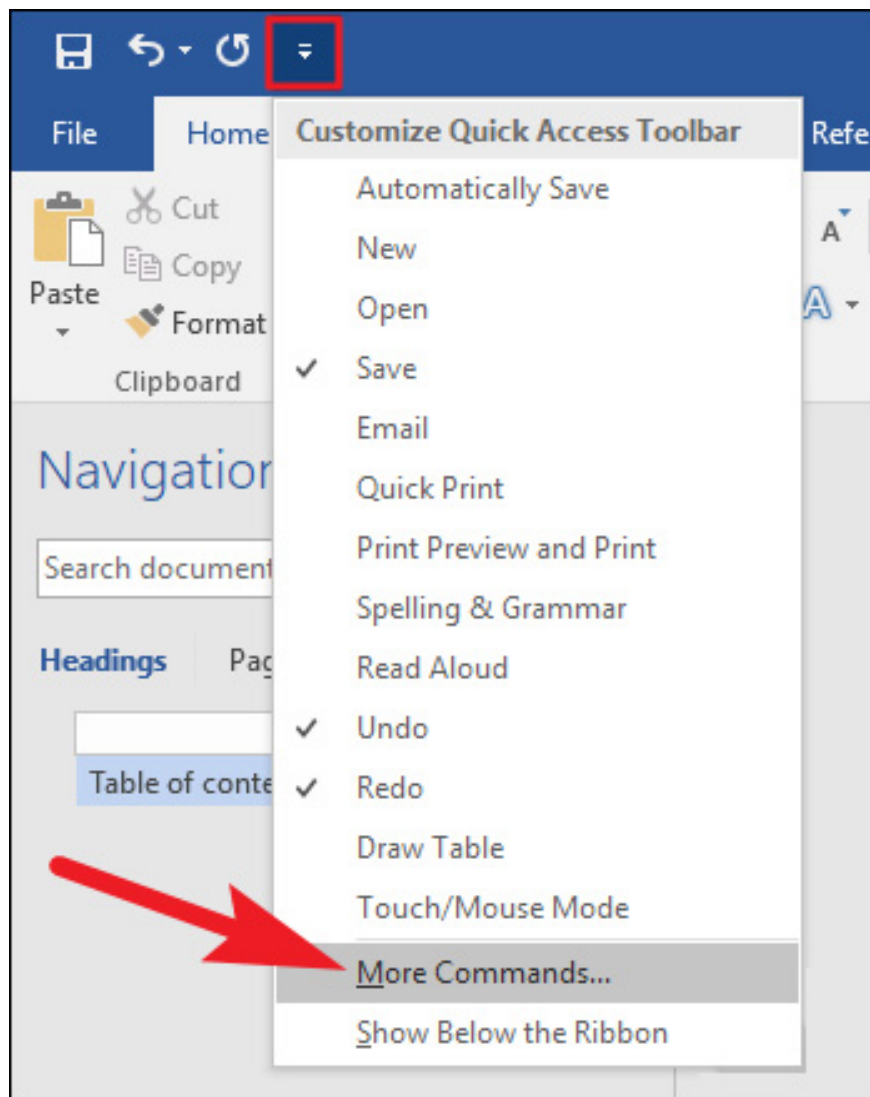 File
Home
Refe
Customize Quick Access Toolbar
Automatically Save
New
Open
Save
Email
Quick Print
Print Preview and Print
Spelling & Grammar
Read Aloud
Undo
Redo
Draw Table
Touch/Mouse Mode
More Commands...
Show Below the Ribbon
Cut
Copy
Paste
Format
Clipboard
A
A
Navigation
Search document
Headings
Pag
Table of conte